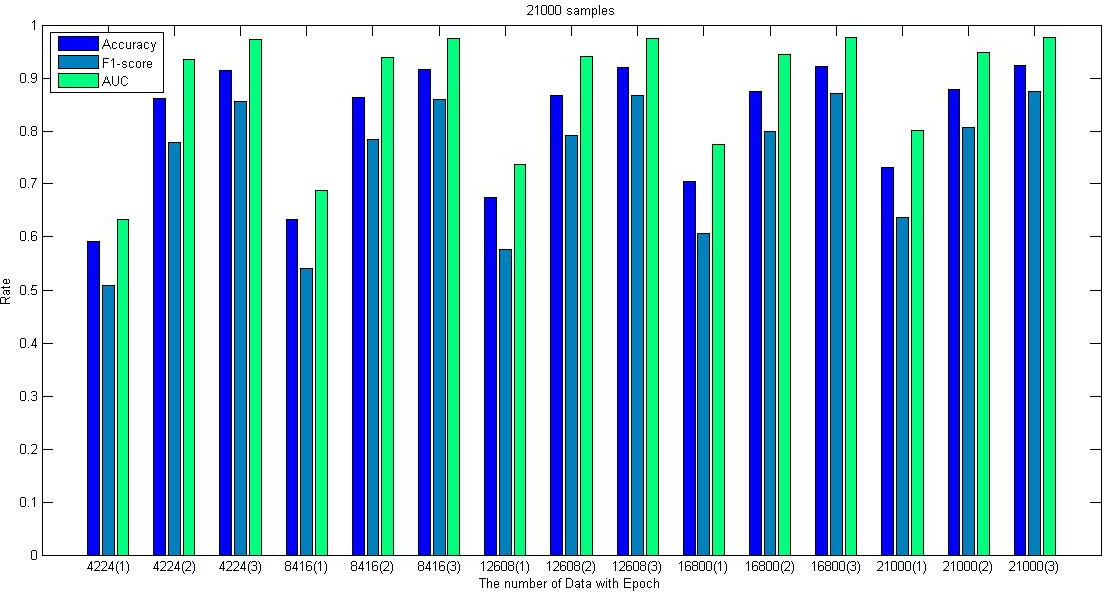 21000 samples
Accuracy
F1-score
AUC
1
0.9
0.8
0.7
0.6
0.5
0.4
0.3
0.2
0.1
0
Rate
4224(1) 4224(2) 4224(3) 8416(1) 8416(2) 8416(3) 12608(1) 12608(2) 12608(3) 16800(1) 16800(2) 16800(3) 21000(1) 21000(2) 21000(3)
The number of Data with Epoch